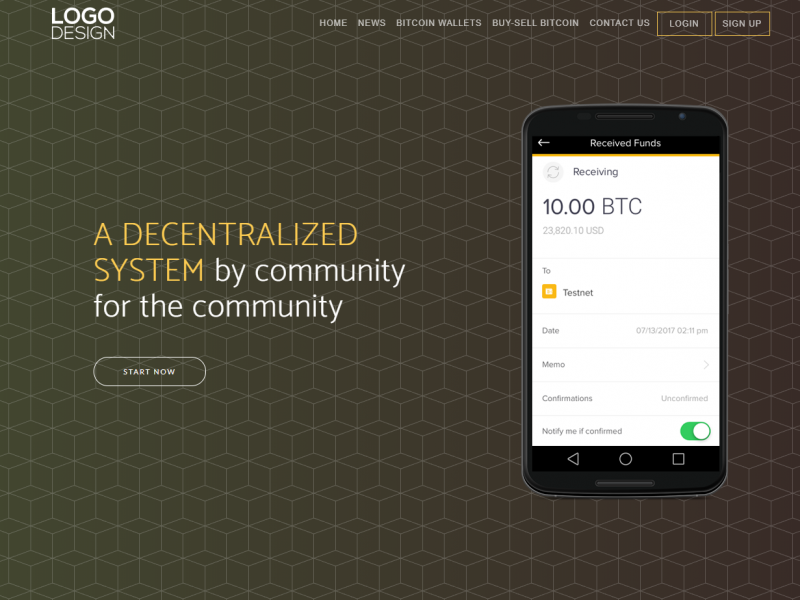 LOGO
DESIGN
HOME NEWS BITCOIN WALLETS BUY-SELL BITCOIN CONTACT US LOGIN SIGN UP
A DECENTRALIZED
SYSTEM by community
for the community
START NOW
Received Funds
Receiving
10.00 BTC
23,820.10 USD
To
Testnet
Date 07/13/2017 02:11 pm
Memo
Confirmations Unconfirmed
Notify me if confirmed